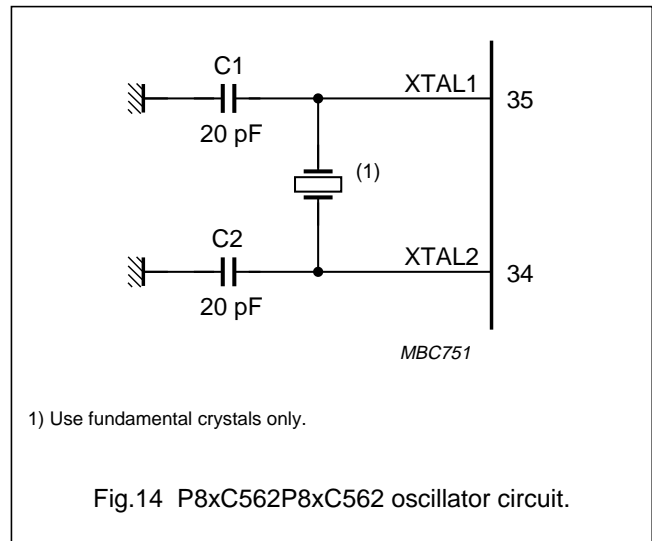 C1
XTAL1
35
20 pF
(1)
C2
XTAL2
34
20 pF
MBC751
1) Use fundamental crystals only.
Fig.14 P8xC562P8xC562 oscillator circuit.